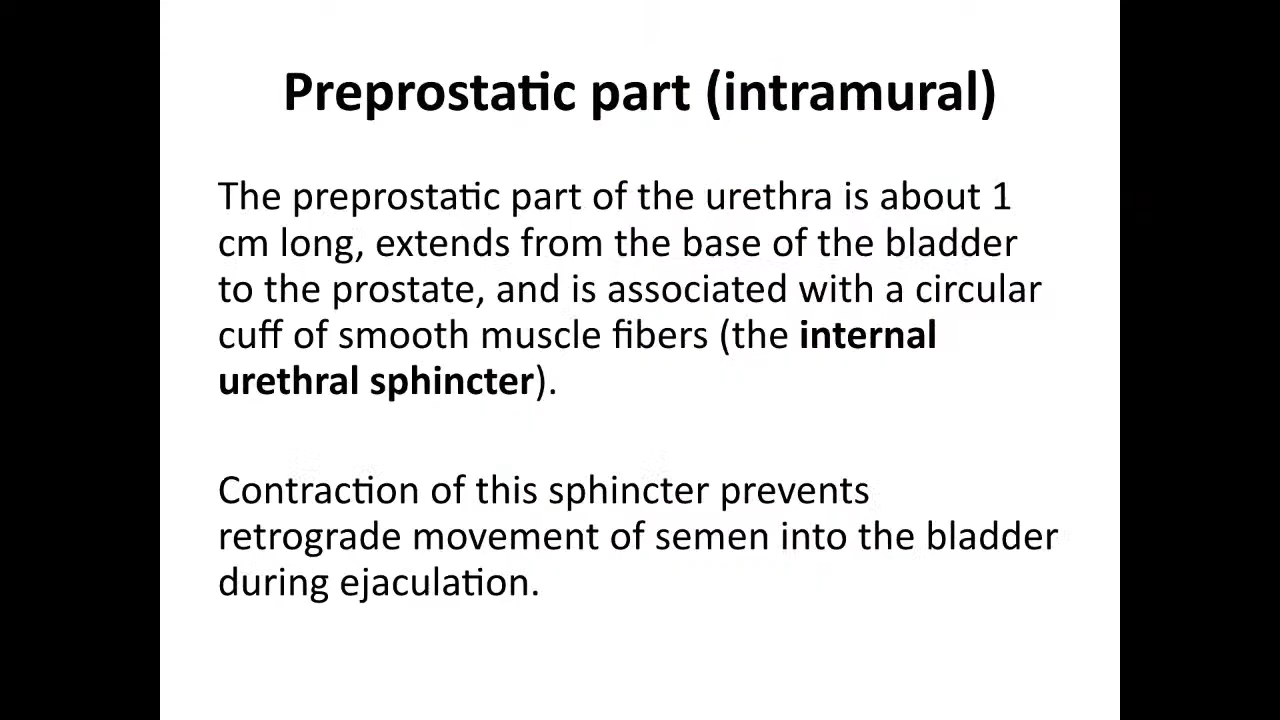 Preprostatic part (intramural)
The preprostatic part of the urethra is about 1
cm long, extends from the base of the bladder
to the prostate, and is associated with a circular
cuff of smooth muscle fibers (the internal
urethral sphincter).
Contraction of this sphincter prevents
retrograde movement of semen into the bladder
during ejaculation.